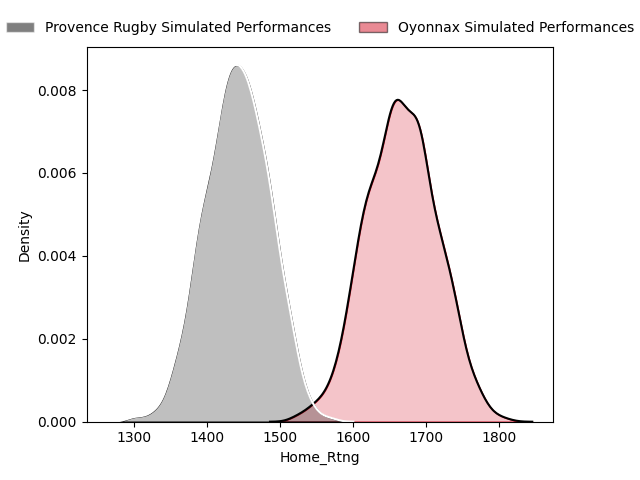 Provence Rugby Simulated Performances Oyonnax Simulated Performances
0.008
0.006
0.004
0.002
0.000
Density
1300 1400 1500 1600 1700 1800
Home_Rtng